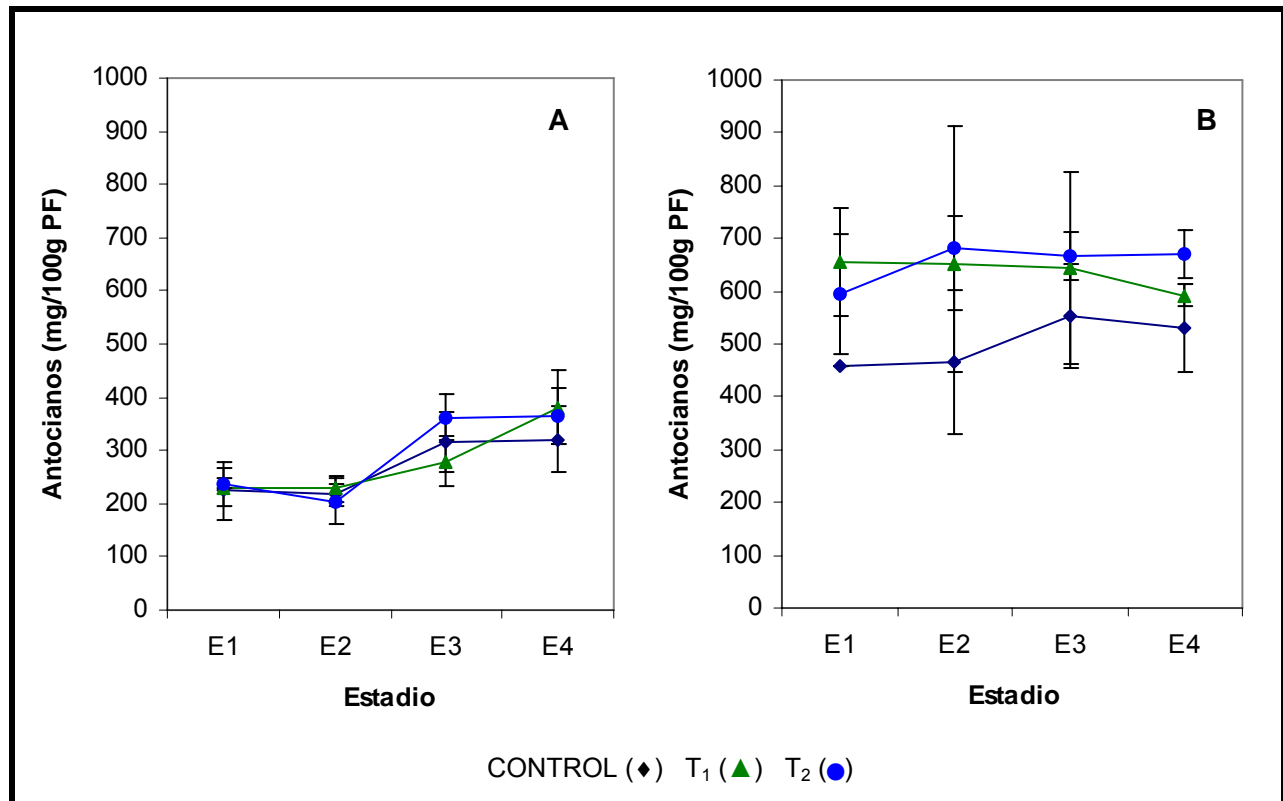 A
Antocianos (mg/100g PF)
1000
900
800
700
600
500
400
300
200
100
0
E1 E2 E3 E4
Estadio
B
Antocianos (mg/100g PF)
1000
900
800
700
600
500
400
300
200
100
0
E1 E2 E3 E4
Estadio
CONTROL (♦) T₁ (▲) T₂ (●)